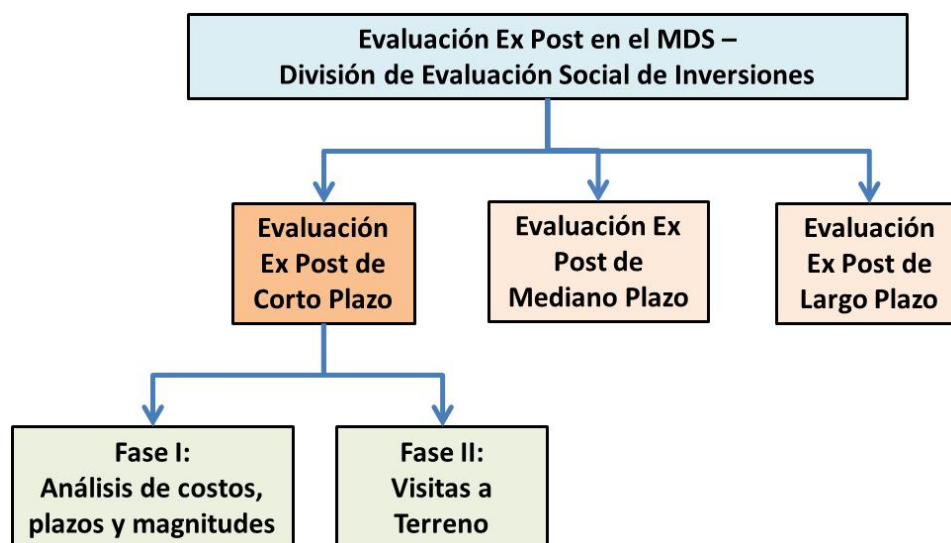 Evaluación Ex Post en el MDS –
División de Evaluación Social de Inversiones
Evaluación
Ex Post de
Corto Plazo
Evaluación Ex
Post de
Mediano Plazo
Evaluación
Ex Post de
Largo Plazo
Fase I:
Análisis de costos,
plazos y magnitudes
Fase II:
Visitas a
Terreno